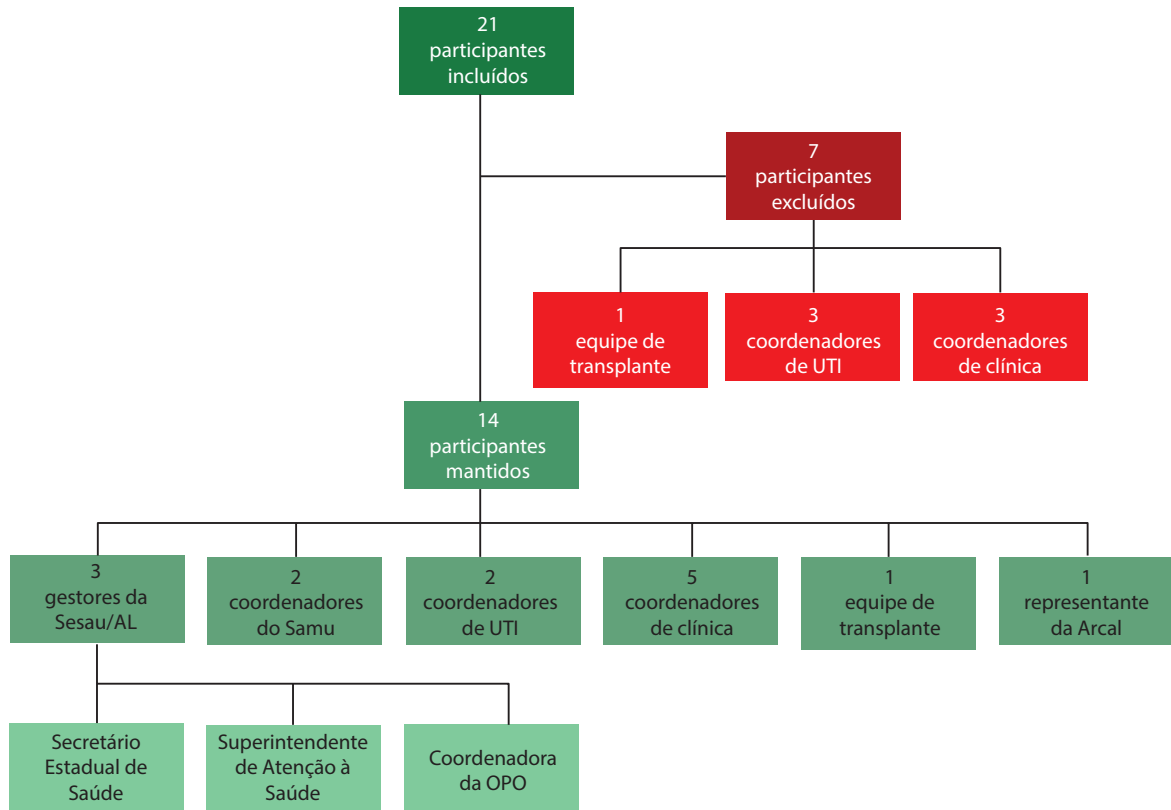 21
participantes
incluídos
7
participantes
excluídos
1
equipe de
transplante
3
coordenadores
de UTI
3
coordenadores
de clínica
14
participantes
mantidos
3
gestores da
Sesau/AL
2
coordenadores
do Samu
2
coordenadores
de UTI
5
coordenadores
de clínica
1
equipe de
transplante
1
representante
da Arcal
Secretário
Estadual de
Saúde
Superintendente
de Atenção à
Saúde
Coordenadora
da OPO